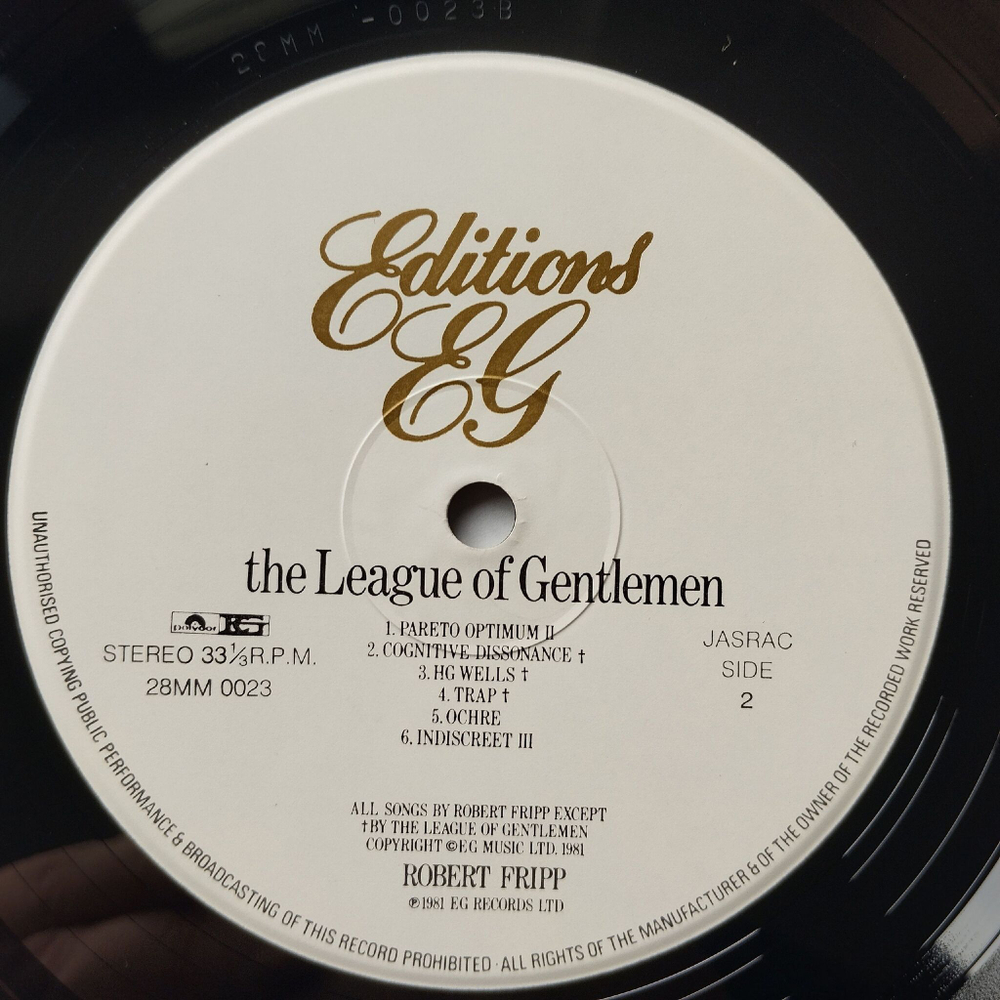 2CMM -0023B
Editions
EG
the League of Gentlemen
polydor EG
STEREO 33⅓R.P.M.
28MM 0023
1. PARETO OPTIMUM II
2. COGNITIVE DISSONANCE †
3. HG WELLS †
4. TRAP †
5. OCHRE
6. INDISCREET III
JASRAC
SIDE
2
ALL SONGS BY ROBERT FRIPP EXCEPT
†BY THE LEAGUE OF GENTLEMEN
COPYRIGHT ©EG MUSIC LTD. 1981
ROBERT FRIPP
℗1981 EG RECORDS LTD
UNAUTHORISED COPYING PUBLIC PERFORMANCE & BROADCASTING OF THIS RECORD PROHIBITED · ALL RIGHTS OF THE MANUFACTURER & OF THE OWNER OF THE RECORDED WORK RESERVED